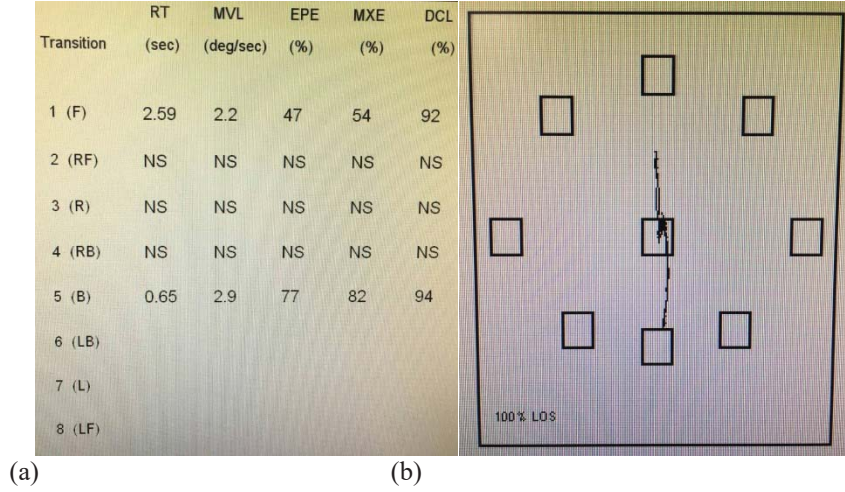 RT MVL EPE MXE DCL
Transition (sec) (deg/sec) (%) (%) (%)
1 (F) 2.59 2.2 47 54 92
2 (RF) NS NS NS NS NS
3 (R) NS NS NS NS NS
4 (RB) NS NS NS NS NS
5 (B) 0.65 2.9 77 82 94
6 (LB)
7 (L)
8 (LF)
100% LOS
(a) (b)